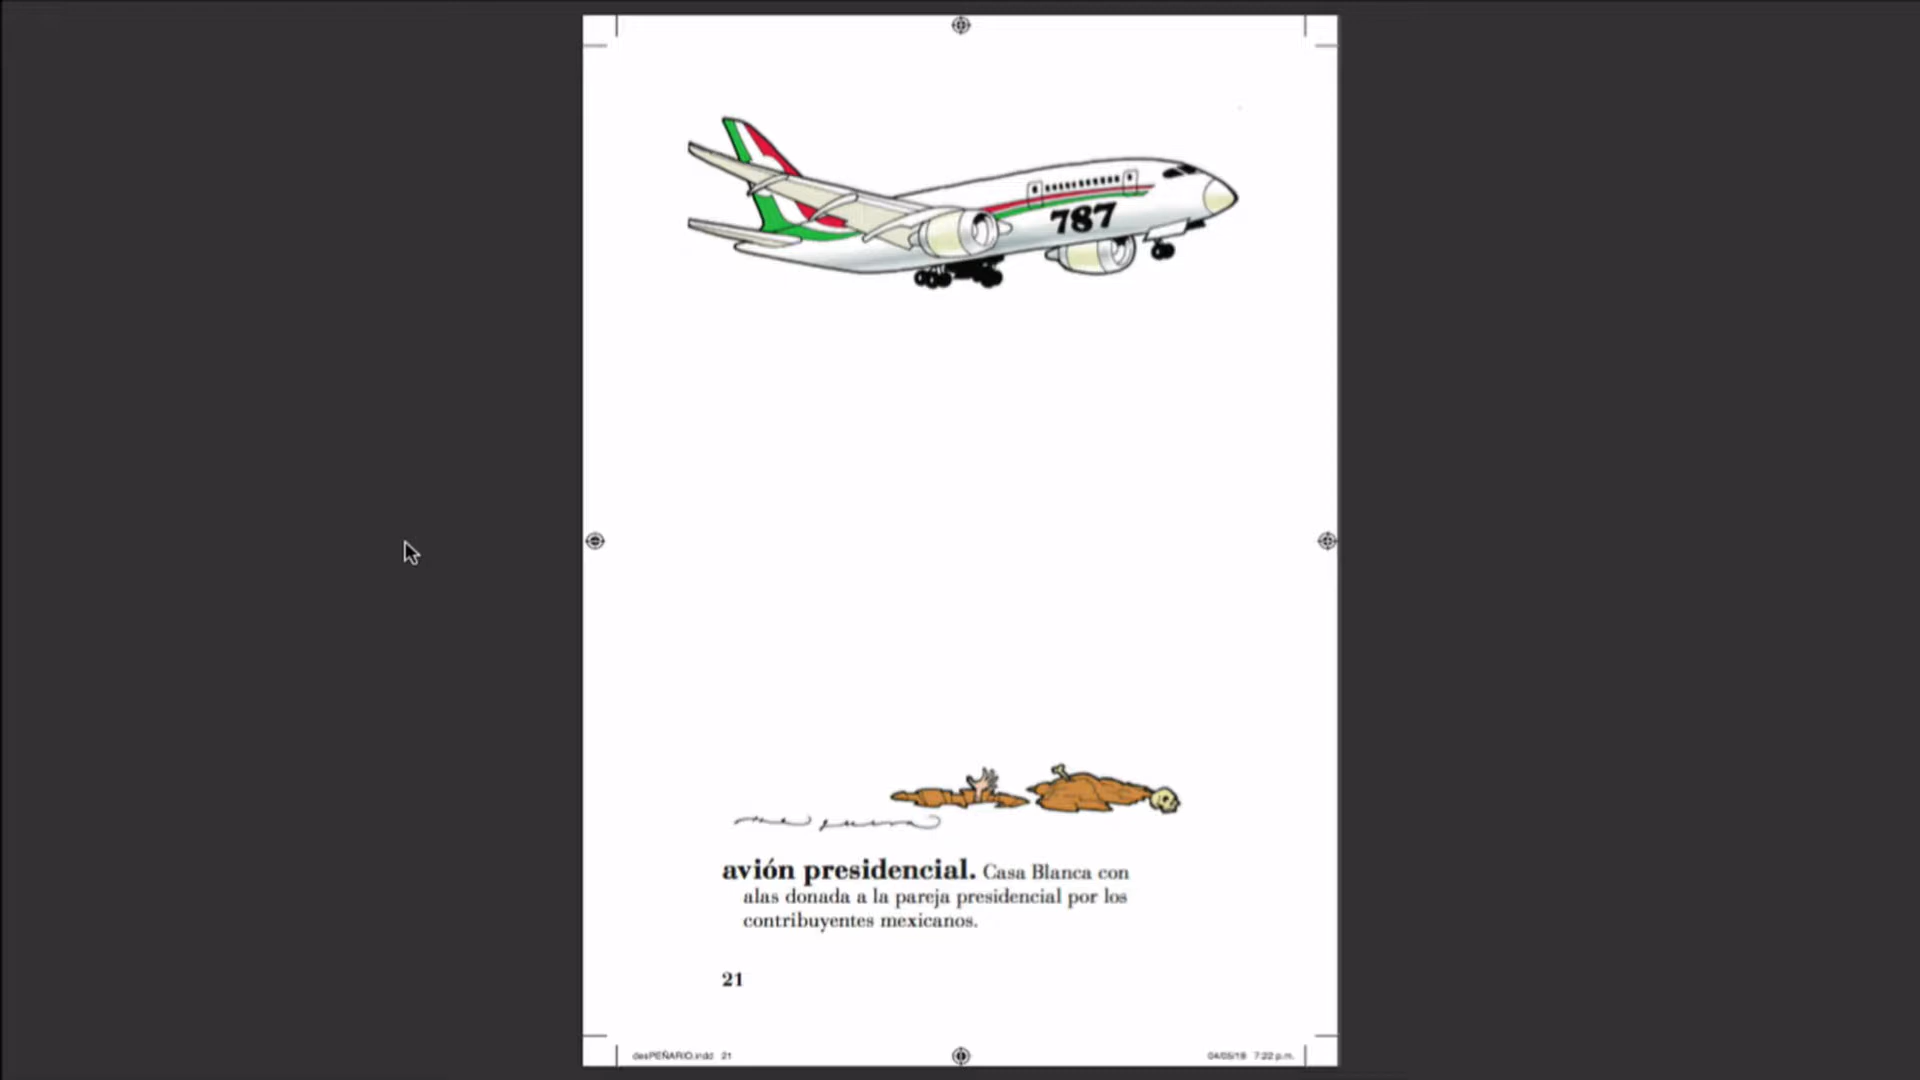 787
avión presidencial. Casa Blanca con
alas donada a la pareja presidencial por los
contribuyentes mexicanos.
21
desPEÑARIO.indd 21
04/05/18 7:22 p.m.